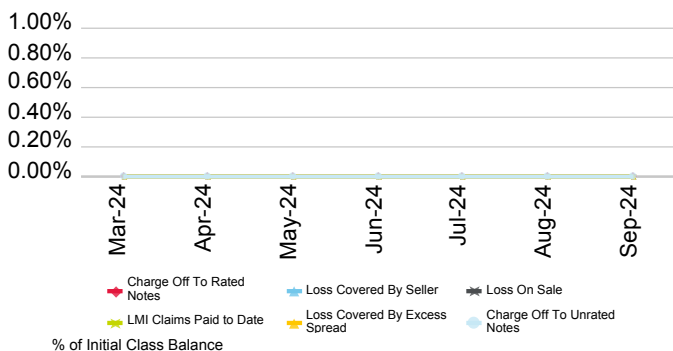 1.00%
0.80%
0.60%
0.40%
0.20%
0.00%
Mar-24
Apr-24
May-24
Jun-24
Jul-24
Aug-24
Sep-24
Charge Off To Rated
Notes
Loss Covered By Seller
Loss On Sale
LMI Claims Paid to Date
Loss Covered By Excess
Spread
Charge Off To Unrated
Notes
% of Initial Class Balance